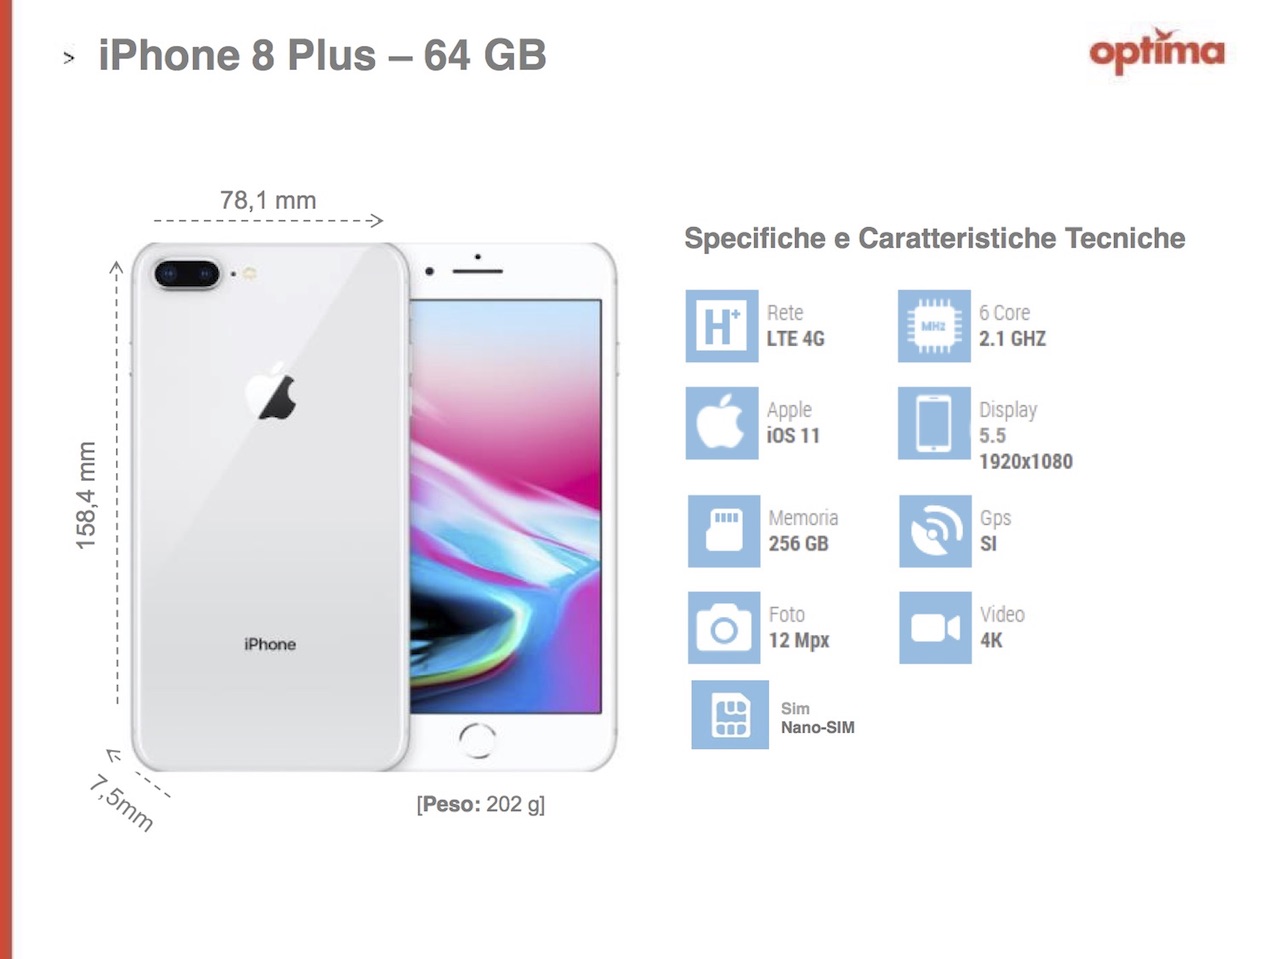 > iPhone 8 Plus – 64 GB
optima
78,1 mm
158,4 mm
7,5mm
iPhone
[Peso: 202 g]
Specifiche e Caratteristiche Tecniche
H+
Rete
LTE 4G
MHz
6 Core
2.1 GHZ
Apple
iOS 11
Display
5.5
1920x1080
Memoria
256 GB
Gps
SI
Foto
12 Mpx
Video
4K
Sim
Nano-SIM